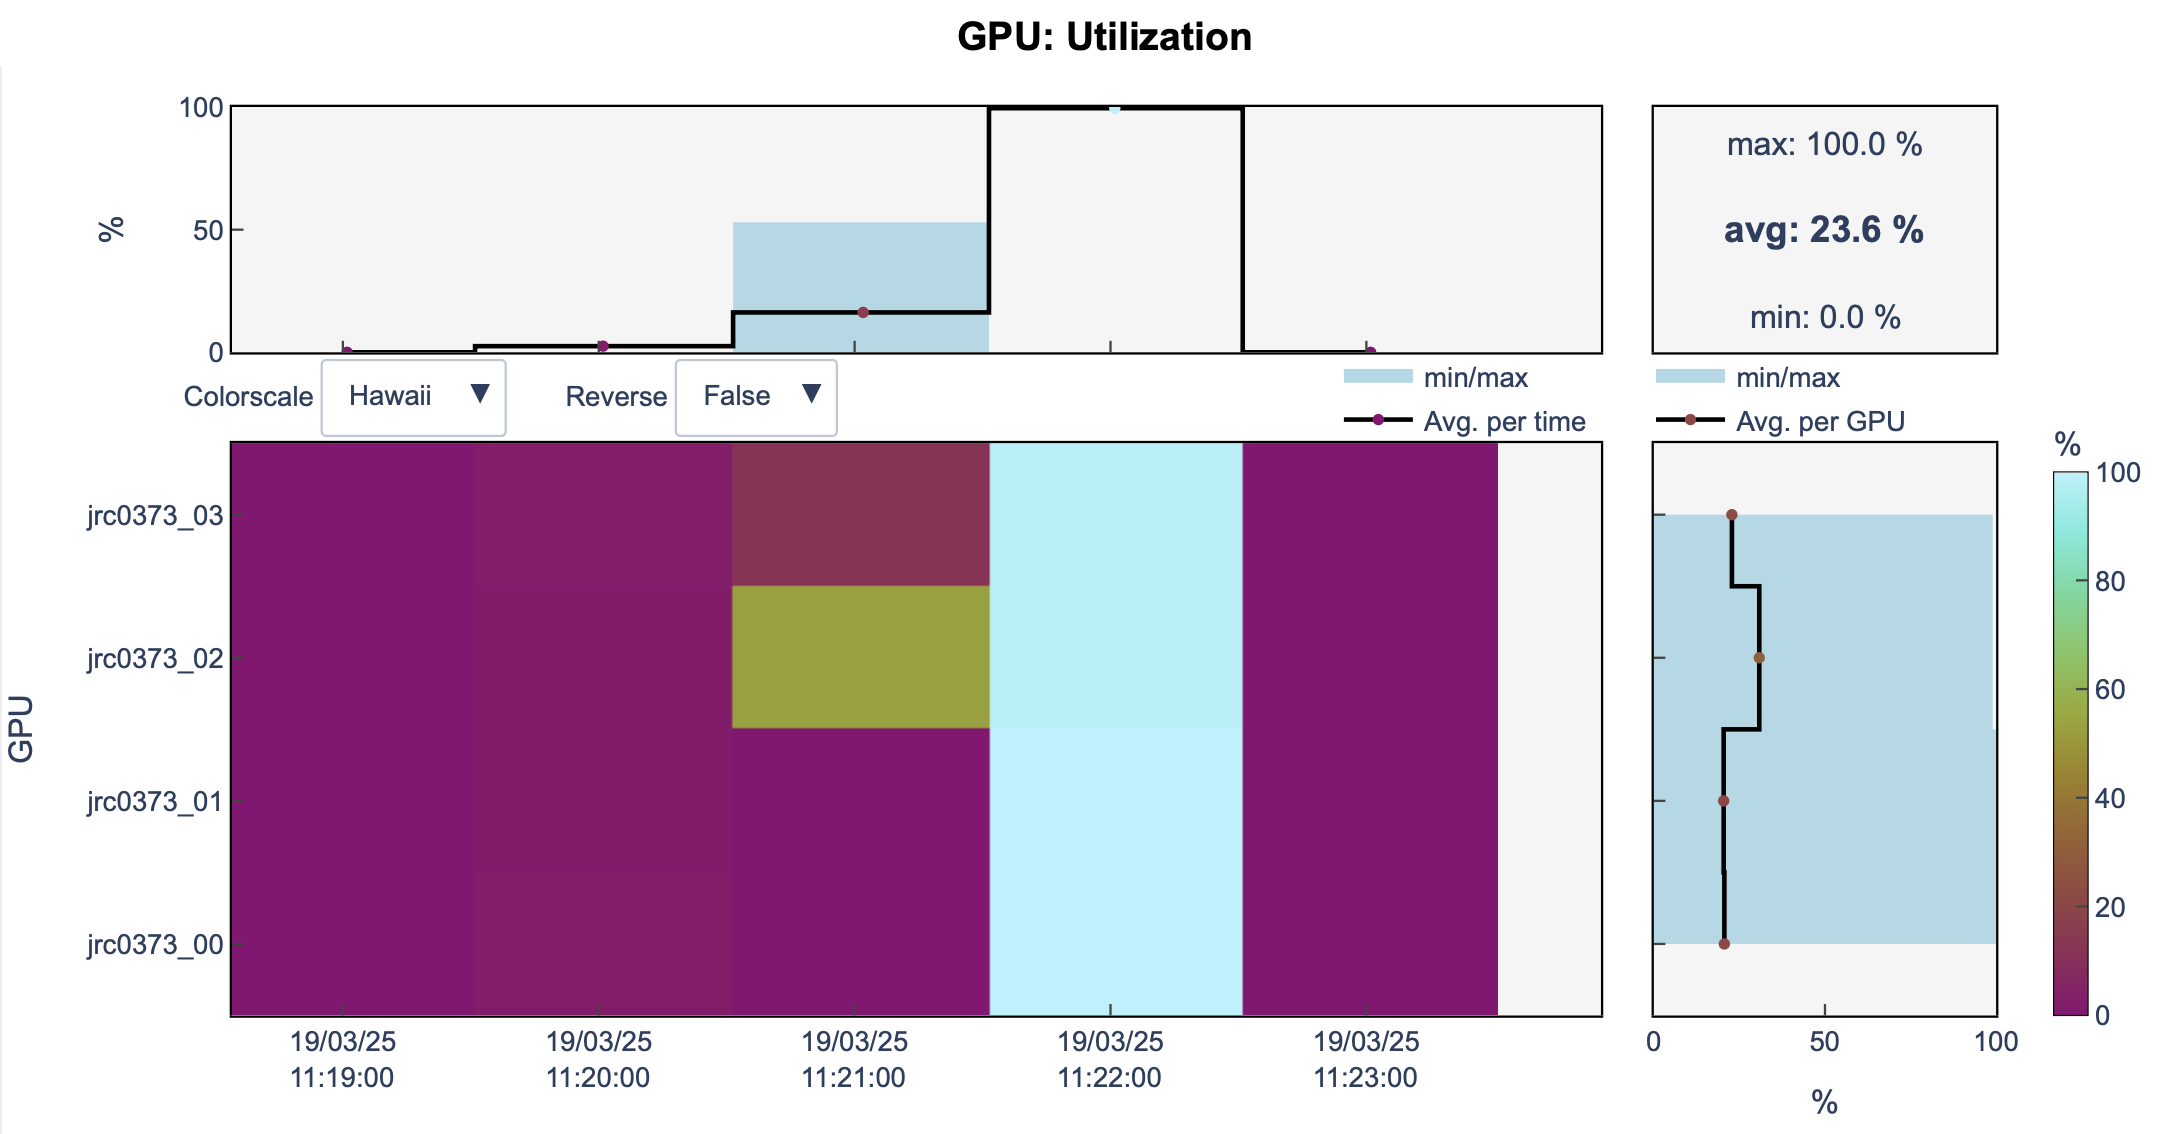 GPU: Utilization
100
50
0
%
max: 100.0 %
avg: 23.6 %
min: 0.0 %
Colorscale Hawaii ▼ Reverse False ▼
min/max
Avg. per time
min/max
Avg. per GPU
GPU
jrc0373_03
jrc0373_02
jrc0373_01
jrc0373_00
19/03/25
11:19:00
19/03/25
11:20:00
19/03/25
11:21:00
19/03/25
11:22:00
19/03/25
11:23:00
0 50 100
%
%
100
80
60
40
20
0